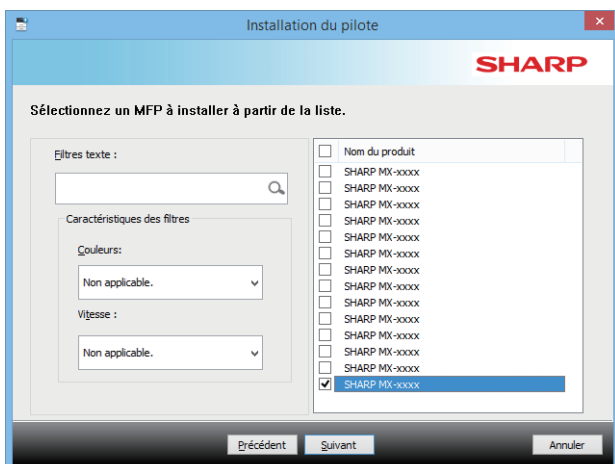 Installation du pilote
SHARP
Sélectionnez un MFP à installer à partir de la liste.
Filtres texte :
Caractéristiques des filtres
Couleurs:
Non applicable.
Vitesse :
Non applicable.
Nom du produit
SHARP MX-xxxx
SHARP MX-xxxx
SHARP MX-xxxx
SHARP MX-xxxx
SHARP MX-xxxx
SHARP MX-xxxx
SHARP MX-xxxx
SHARP MX-xxxx
SHARP MX-xxxx
SHARP MX-xxxx
SHARP MX-xxxx
SHARP MX-xxxx
SHARP MX-xxxx
SHARP MX-xxxx
Précédent Suivant Annuler